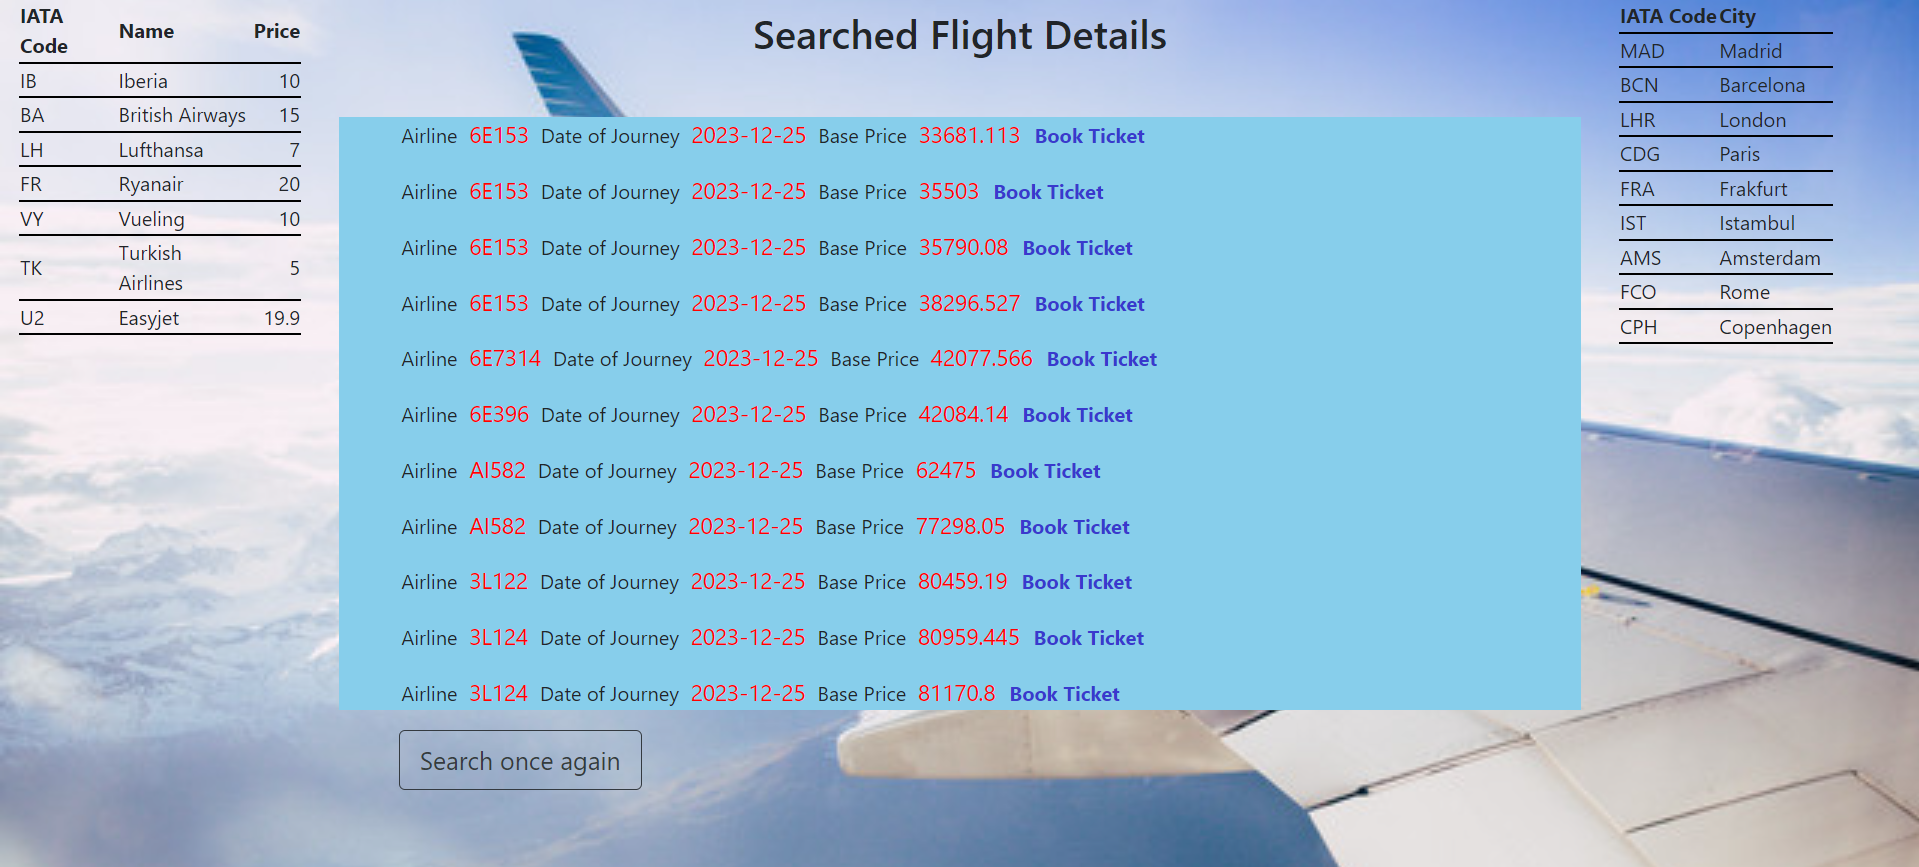 IATA Code Name Price
IB Iberia 10
BA British Airways 15
LH Lufthansa 7
FR Ryanair 20
VY Vueling 10
TK Turkish Airlines 5
U2 Easyjet 19.9
Searched Flight Details
Airline 6E153 Date of Journey 2023-12-25 Base Price 33681.113 Book Ticket
Airline 6E153 Date of Journey 2023-12-25 Base Price 35503 Book Ticket
Airline 6E153 Date of Journey 2023-12-25 Base Price 35790.08 Book Ticket
Airline 6E153 Date of Journey 2023-12-25 Base Price 38296.527 Book Ticket
Airline 6E7314 Date of Journey 2023-12-25 Base Price 42077.566 Book Ticket
Airline 6E396 Date of Journey 2023-12-25 Base Price 42084.14 Book Ticket
Airline AI582 Date of Journey 2023-12-25 Base Price 62475 Book Ticket
Airline AI582 Date of Journey 2023-12-25 Base Price 77298.05 Book Ticket
Airline 3L122 Date of Journey 2023-12-25 Base Price 80459.19 Book Ticket
Airline 3L124 Date of Journey 2023-12-25 Base Price 80959.445 Book Ticket
Airline 3L124 Date of Journey 2023-12-25 Base Price 81170.8 Book Ticket
Search once again
IATA Code City
MAD Madrid
BCN Barcelona
LHR London
CDG Paris
FRA Frakfurt
IST Istambul
AMS Amsterdam
FCO Rome
CPH Copenhagen